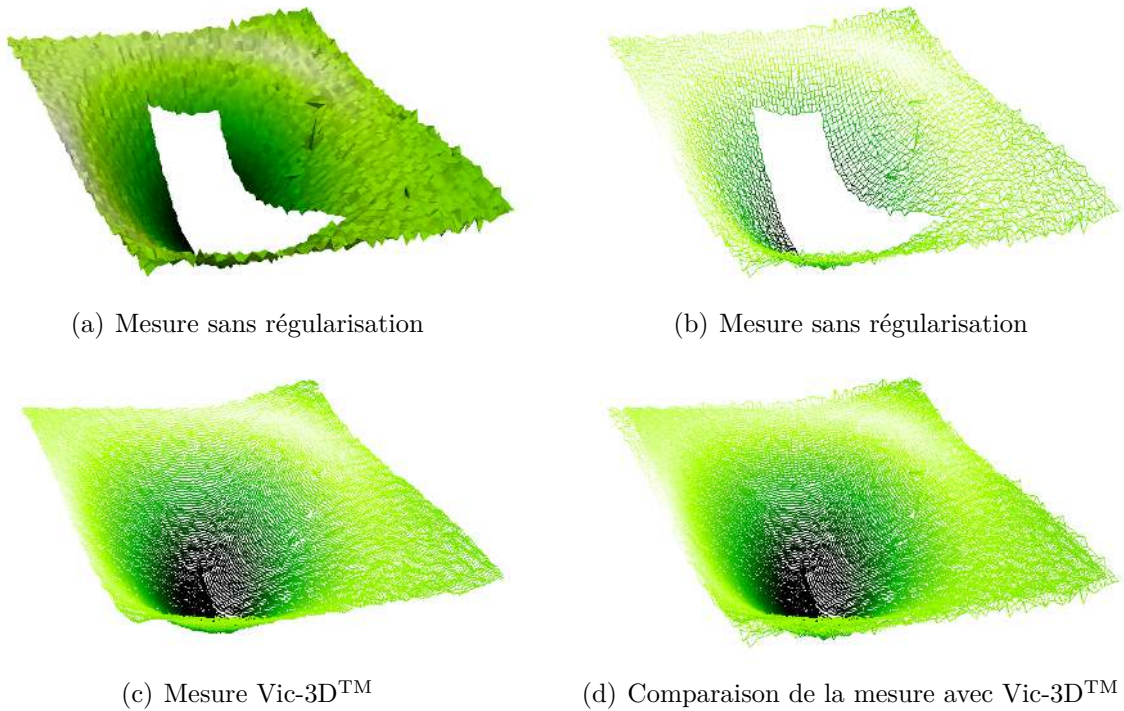 (a) Mesure sans régularisation
(b) Mesure sans régularisation
(c) Mesure Vic-3D™
(d) Comparaison de la mesure avec Vic-3D™